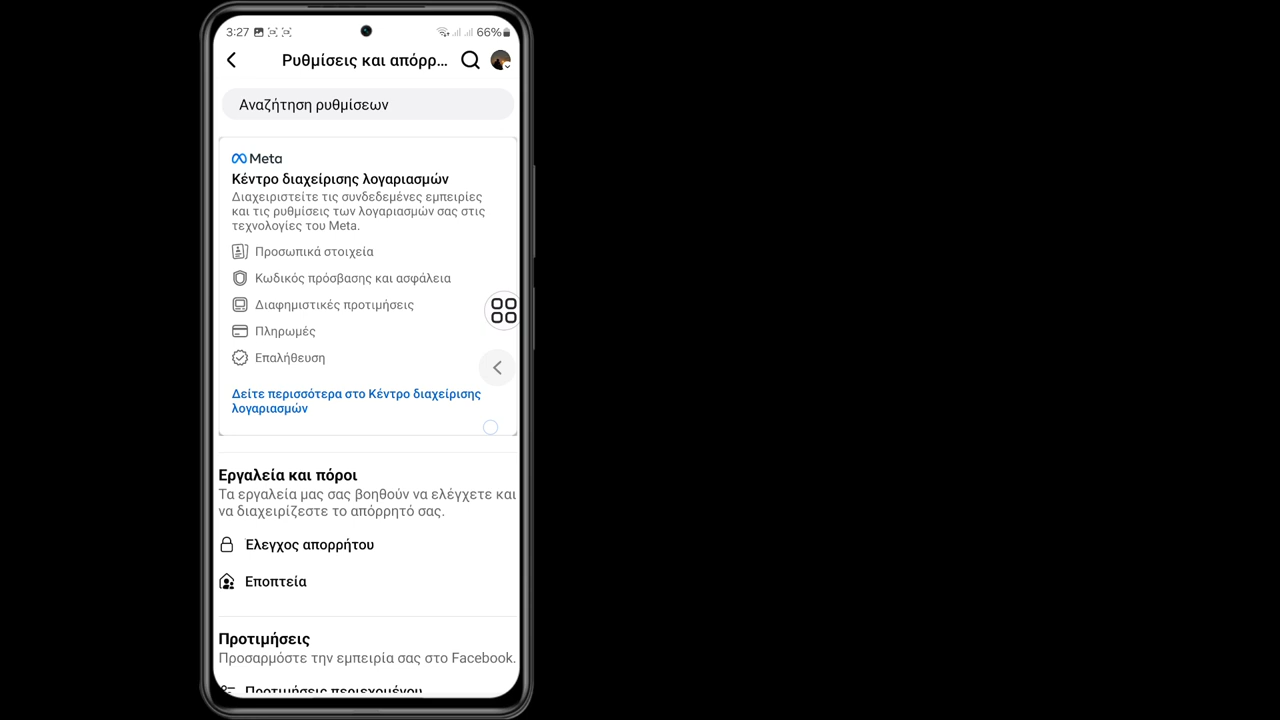 3:27 66%
Ρυθμίσεις και απόρρ...
Αναζήτηση ρυθμίσεων
Meta
Κέντρο διαχείρισης λογαριασμών
Διαχειριστείτε τις συνδεδεμένες εμπειρίες
και τις ρυθμίσεις των λογαριασμών σας στις
τεχνολογίες του Meta.
Προσωπικά στοιχεία
Κωδικός πρόσβασης και ασφάλεια
Διαφημιστικές προτιμήσεις
Πληρωμές
Επαλήθευση
Δείτε περισσότερα στο Κέντρο διαχείρισης
λογαριασμών
Εργαλεία και πόροι
Τα εργαλεία μας σας βοηθούν να ελέγχετε και
να διαχειρίζεστε το απόρρητό σας.
Έλεγχος απορρήτου
Εποπτεία
Προτιμήσεις
Προσαρμόστε την εμπειρία σας στο Facebook.
Προτιμήσεις περιεχομένου